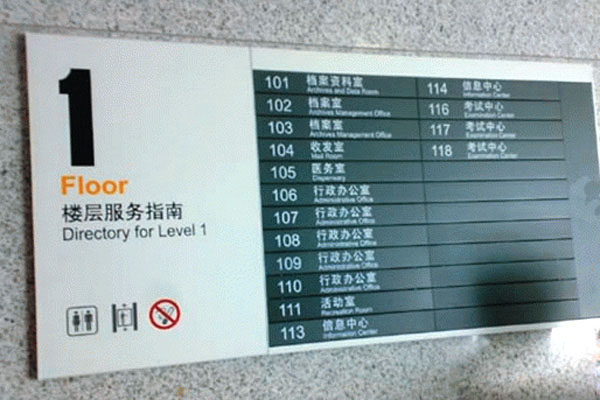 1
Floor
楼层服务指南
Directory for Level 1
101 档案资料室
Archives and Data Room
102 档案室
Archives Management Office
103 档案室
Archives Management Office
104 收发室
Mail Room
105 医务室
Dispensary
106 行政办公室
Administrative Office
107 行政办公室
Administrative Office
108 行政办公室
Administrative Office
109 行政办公室
Administrative Office
110 行政办公室
Administrative Office
111 活动室
Recreation Room
113 信息中心
Information Center
114 信息中心
Information Center
116 考试中心
Examination Center
117 考试中心
Examination Center
118 考试中心
Examination Center